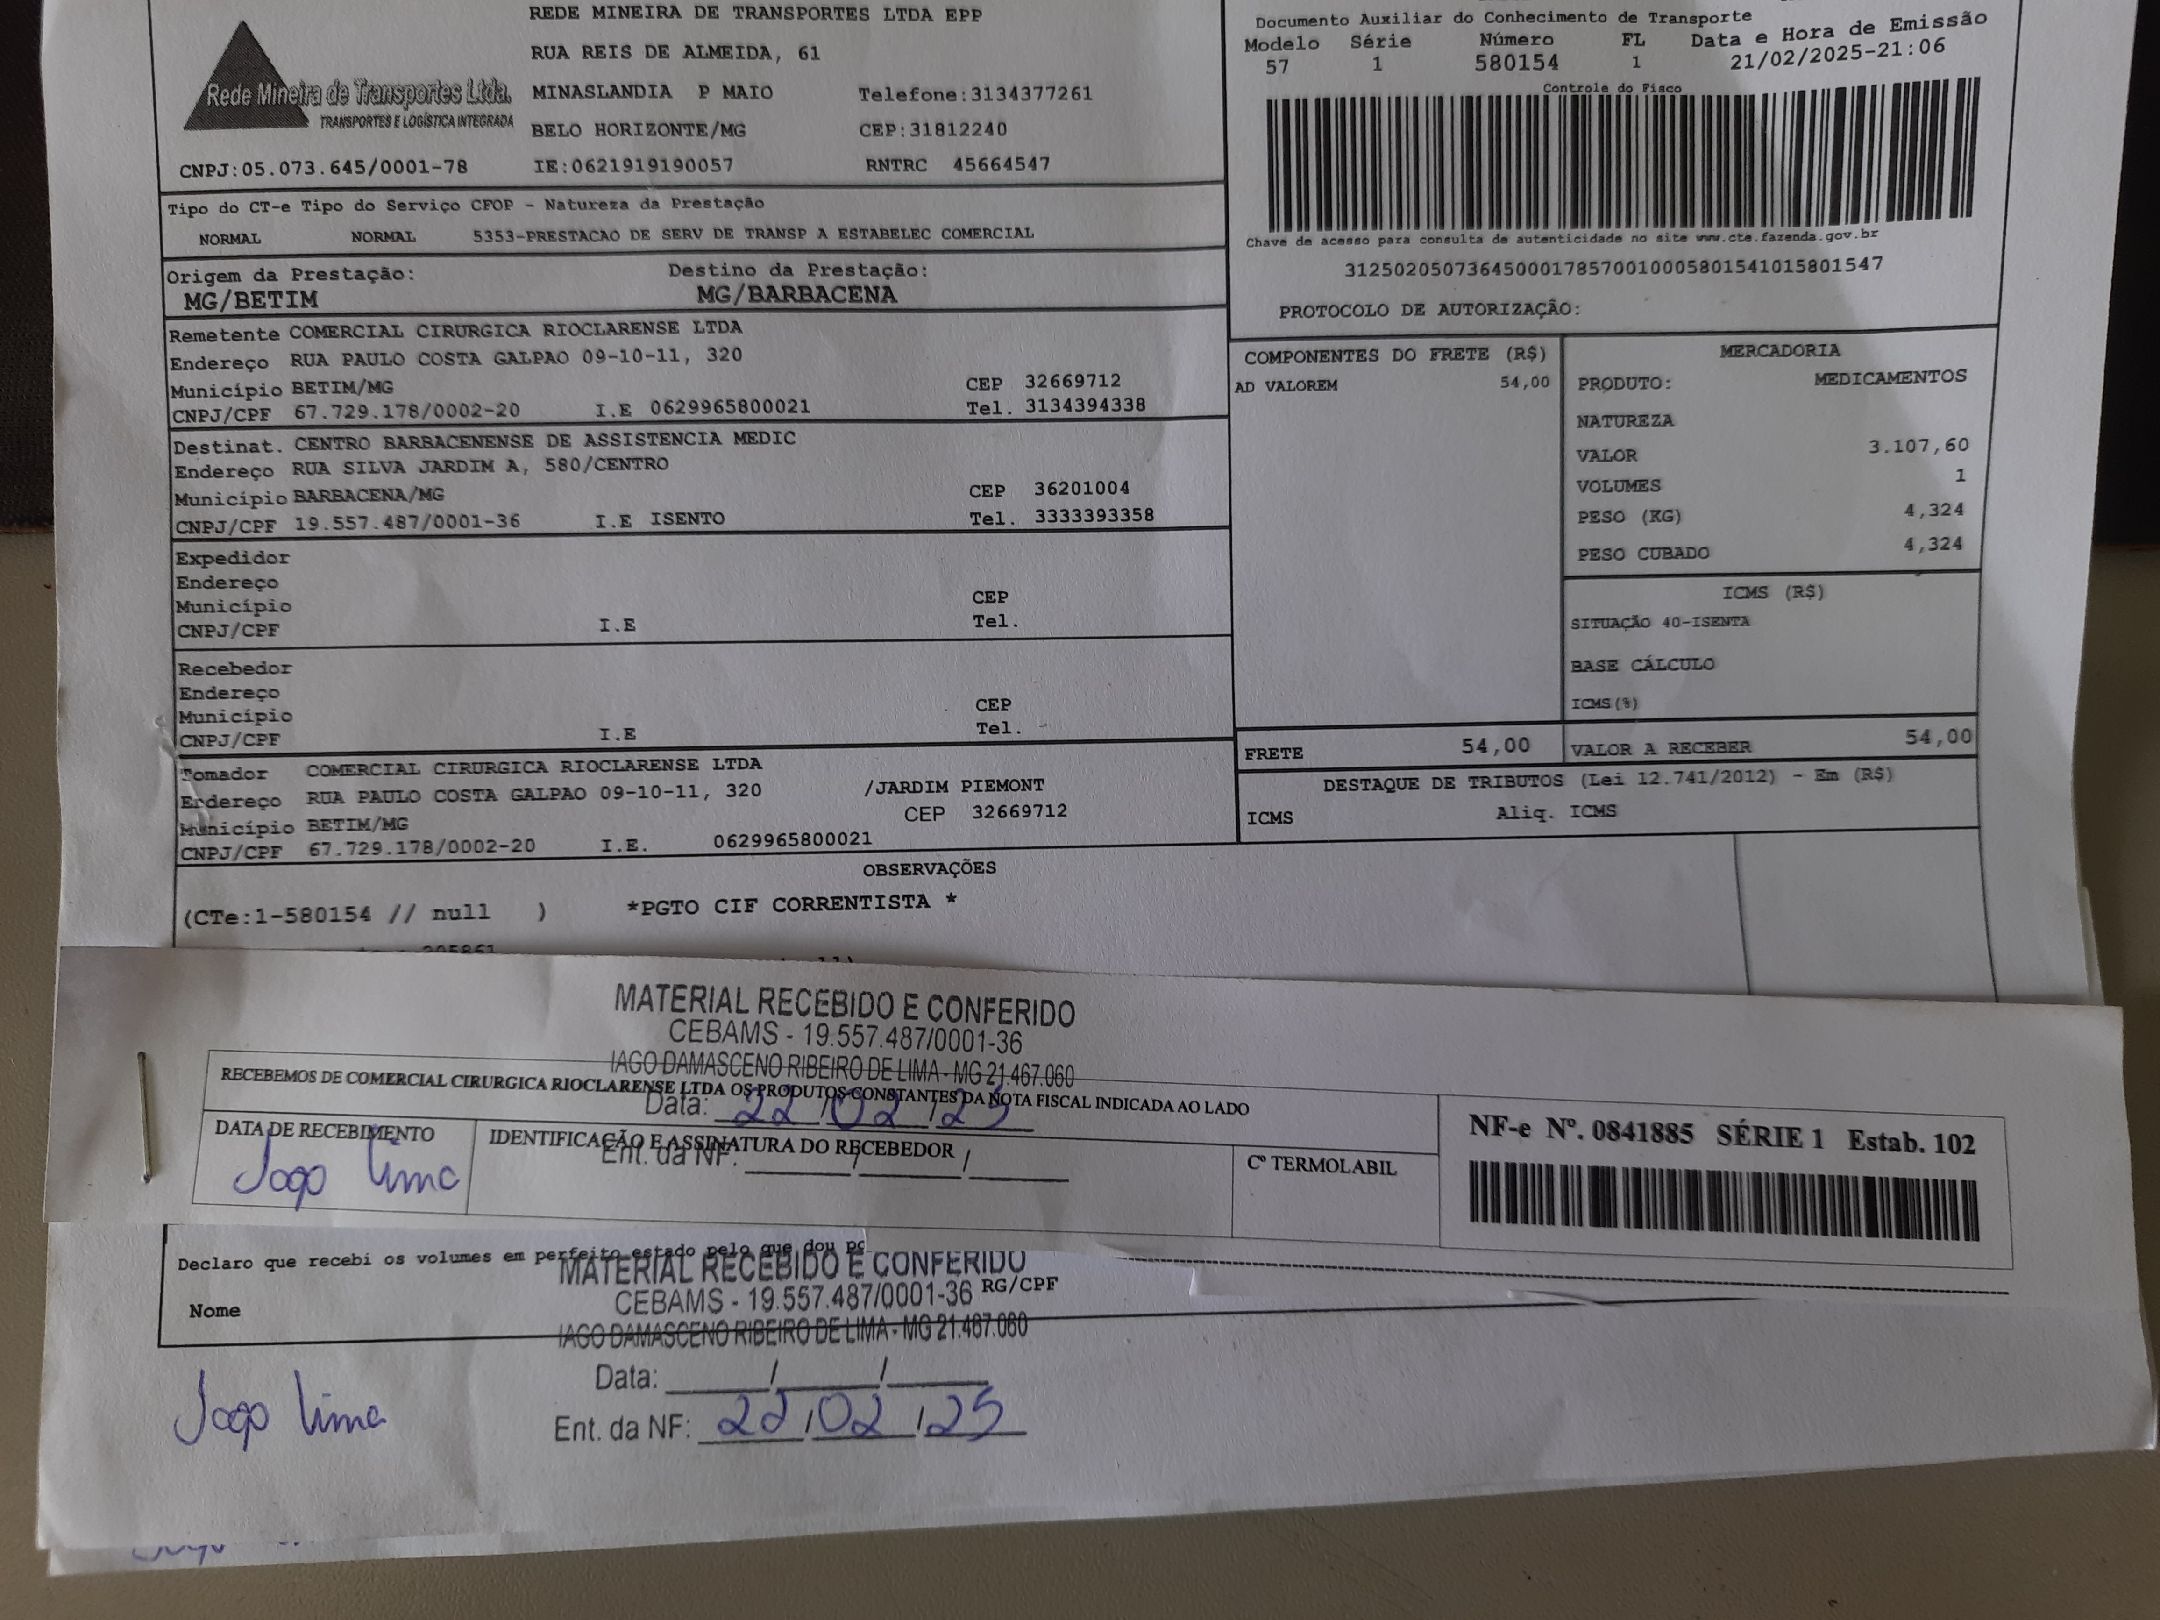 REDE MINEIRA DE TRANSPORTES LTDA EPP
RUA REIS DE ALMEIDA, 61
MINASLANDIA P MAIO Telefone:3134377261
BELO HORIZONTE/MG CEP:31812240
IE:0621919190057 RNTRC 45664547
Rede Mineira de Transportes Ltda.
TRANSPORTES E LOGÍSTICA INTEGRADA
CNPJ:05.073.645/0001-78
Documento Auxiliar do Conhecimento de Transporte
Modelo Série Número FL Data e Hora de Emissão
57 1 580154 1 21/02/2025-21:06
Controle do Fisco
Chave de acesso para consulta de autenticidade no site www.cte.fazenda.gov.br
31250205073645000178570010005801541015801547
PROTOCOLO DE AUTORIZAÇÃO:
Tipo do CT-e Tipo do Serviço CFOP - Natureza da Prestação
NORMAL NORMAL 5353-PRESTACAO DE SERV DE TRANSP A ESTABELEC COMERCIAL
Origem da Prestação: Destino da Prestação:
MG/BETIM MG/BARBACENA
Remetente COMERCIAL CIRURGICA RIOCLARENSE LTDA
Endereço RUA PAULO COSTA GALPAO 09-10-11, 320
Município BETIM/MG CEP 32669712
CNPJ/CPF 67.729.178/0002-20 I.E 0629965800021 Tel. 3134394338
Destinat. CENTRO BARBACENENSE DE ASSISTENCIA MEDIC
Endereço RUA SILVA JARDIM A, 580/CENTRO
Município BARBACENA/MG CEP 36201004
CNPJ/CPF 19.557.487/0001-36 I.E ISENTO Tel. 3333393358
Expedidor
Endereço
Município CEP
CNPJ/CPF I.E Tel.
Recebedor
Endereço
Município CEP
CNPJ/CPF I.E Tel.
Tomador COMERCIAL CIRURGICA RIOCLARENSE LTDA
Endereço RUA PAULO COSTA GALPAO 09-10-11, 320 /JARDIM PIEMONT
Município BETIM/MG CEP 32669712
CNPJ/CPF 67.729.178/0002-20 I.E. 0629965800021
COMPONENTES DO FRETE (R$)
AD VALOREM 54,00
MERCADORIA
PRODUTO: MEDICAMENTOS
NATUREZA
VALOR 3.107,60
VOLUMES 1
PESO (KG) 4,324
PESO CUBADO 4,324
ICMS (R$)
SITUAÇÃO 40-ISENTA
BASE CÁLCULO
ICMS(%)
FRETE 54,00 VALOR A RECEBER 54,00
DESTAQUE DE TRIBUTOS (Lei 12.741/2012) - Em (R$)
ICMS Aliq. ICMS
OBSERVAÇÕES
(CTe:1-580154 // null ) *PGTO CIF CORRENTISTA *
MATERIAL RECEBIDO E CONFERIDO
CEBAMS - 19.557.487/0001-36
IAGO DAMASCENO RIBEIRO DE LIMA - MG 21.467.060
RECEBEMOS DE COMERCIAL CIRURGICA RIOCLARENSE LTDA OS PRODUTOS CONSTANTES DA NOTA FISCAL INDICADA AO LADO
Data: 22/02/25
DATA DE RECEBIMENTO IDENTIFICAÇÃO E ASSINATURA DO RECEBEDOR
Ent. da NF: ____/____/____
Iago Lima
Cº TERMOLABIL
NF-e Nº. 0841885 SÉRIE 1 Estab. 102
Declaro que recebi os volumes em perfeito estado pelo que dou
MATERIAL RECEBIDO E CONFERIDO
CEBAMS - 19.557.487/0001-36 RG/CPF
Nome
IAGO DAMASCENO RIBEIRO DE LIMA - MG 21.467.060
Data: ____/____/____
Iago Lima
Ent. da NF: 22/02/25